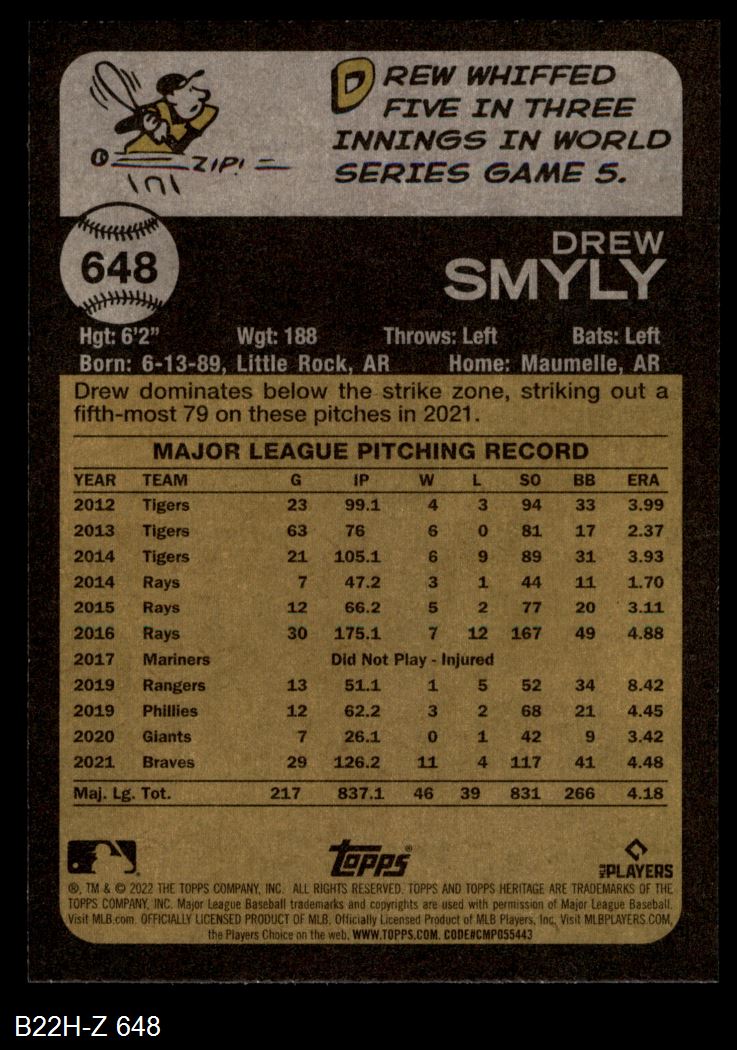 DREW WHIFFED
FIVE IN THREE
INNINGS IN WORLD
SERIES GAME 5.
ZIP!
648
DREW
SMYLY
Hgt: 6'2" Wgt: 188 Throws: Left Bats: Left
Born: 6-13-89, Little Rock, AR Home: Maumelle, AR
Drew dominates below the strike zone, striking out a
fifth-most 79 on these pitches in 2021.
MAJOR LEAGUE PITCHING RECORD
YEAR TEAM G IP W L SO BB ERA
2012 Tigers 23 99.1 4 3 94 33 3.99
2013 Tigers 63 76 6 0 81 17 2.37
2014 Tigers 21 105.1 6 9 89 31 3.93
2014 Rays 7 47.2 3 1 44 11 1.70
2015 Rays 12 66.2 5 2 77 20 3.11
2016 Rays 30 175.1 7 12 167 49 4.88
2017 Mariners Did Not Play - Injured
2019 Rangers 13 51.1 1 5 52 34 8.42
2019 Phillies 12 62.2 3 2 68 21 4.45
2020 Giants 7 26.1 0 1 42 9 3.42
2021 Braves 29 126.2 11 4 117 41 4.48
Maj. Lg. Tot. 217 837.1 46 39 831 266 4.18
Topps®
MLB PLAYERS
®, TM & © 2022 THE TOPPS COMPANY, INC. ALL RIGHTS RESERVED. TOPPS AND TOPPS HERITAGE ARE TRADEMARKS OF THE
TOPPS COMPANY, INC. Major League Baseball trademarks and copyrights are used with permission of Major League Baseball.
Visit MLB.com. OFFICIALLY LICENSED PRODUCT OF MLB. Officially Licensed Product of MLB Players, Inc. Visit MLBPLAYERS.COM,
the Players Choice on the web. WWW.TOPPS.COM. CODE#CMP055443
B22H-Z 648